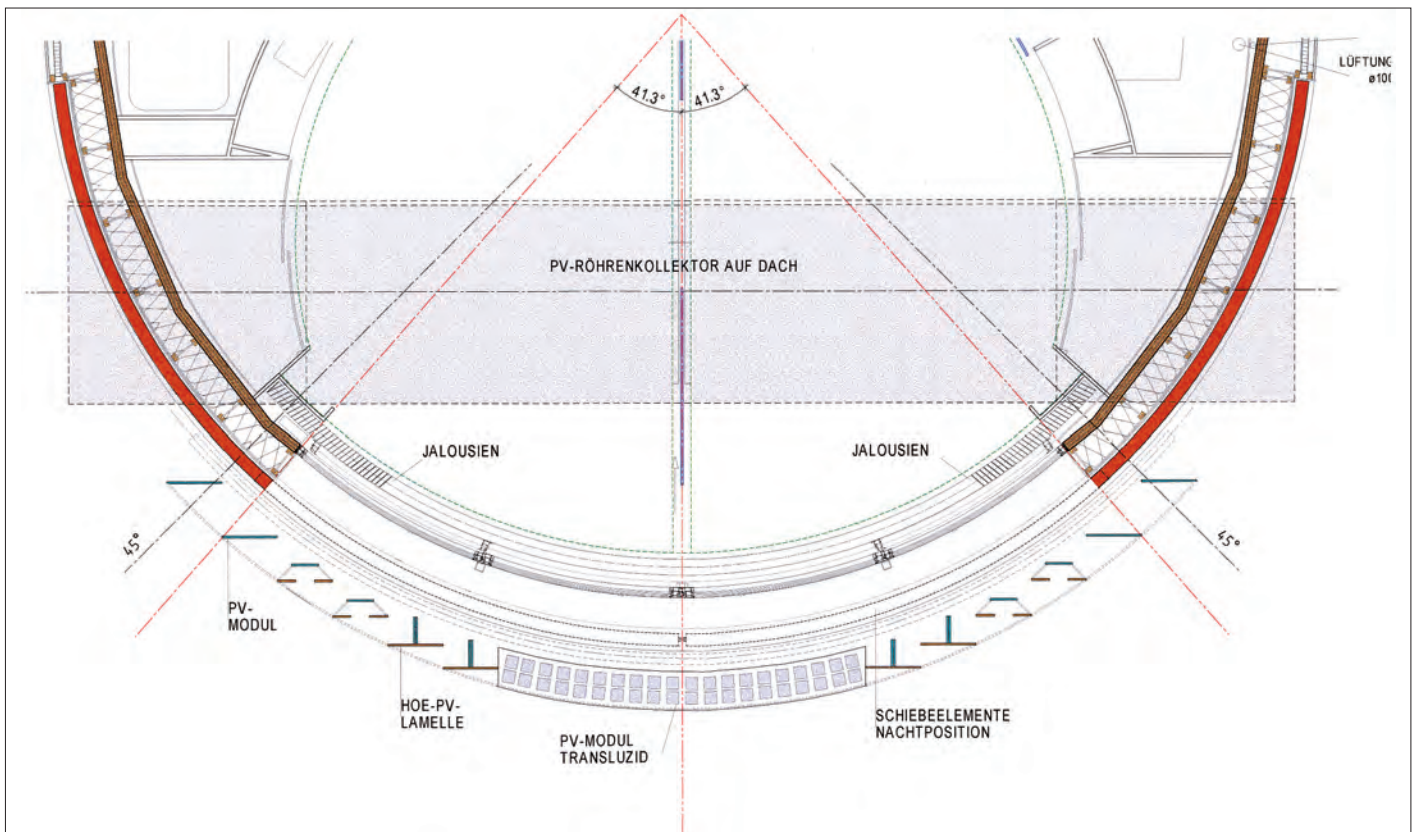 LÜFTUNG
ø10
41.3° 41.3°
PV-RÖHRENKOLLEKTOR AUF DACH
JALOUSIEN
JALOUSIEN
45°
45°
PV-
MODUL
HOE-PV-
LAMELLE
PV-MODUL
TRANSLUZID
SCHIEBEELEMENTE
NACHTPOSITION